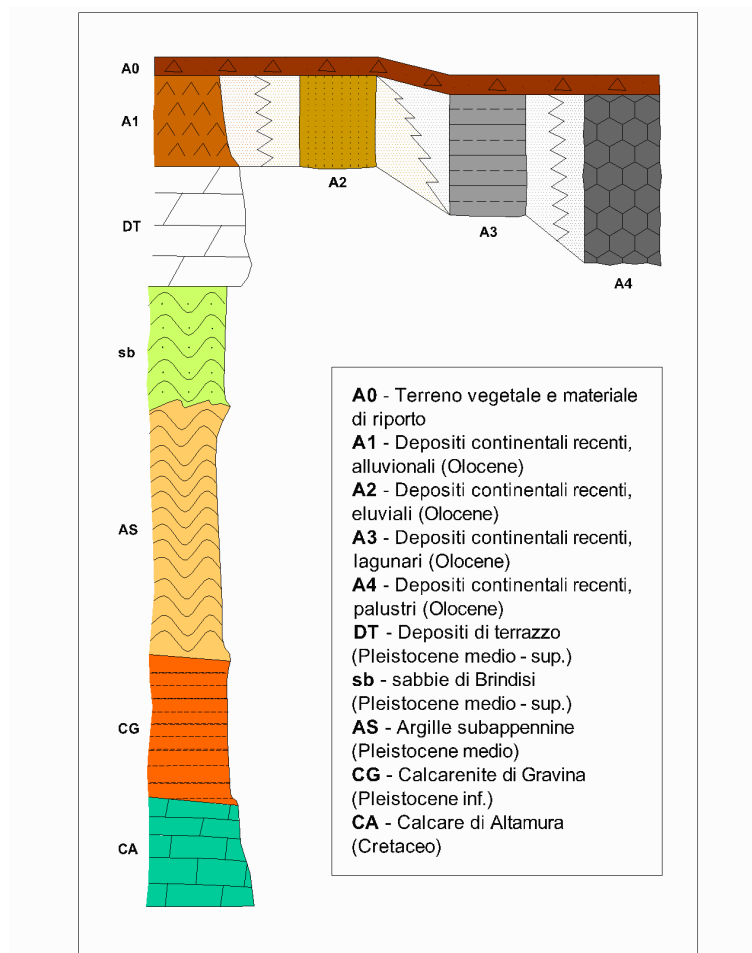 A0
A1
A2
DT
A3
A4
sb
A0 - Terreno vegetale e materiale
di riporto
A1 - Depositi continentali recenti,
alluvionali (Olocene)
A2 - Depositi continentali recenti,
eluviali (Olocene)
A3 - Depositi continentali recenti,
lagunari (Olocene)
A4 - Depositi continentali recenti,
palustri (Olocene)
DT - Depositi di terrazzo
(Pleistocene medio - sup.)
sb - sabbie di Brindisi
(Pleistocene medio - sup.)
AS - Argille subappennine
(Pleistocene medio)
CG - Calcarenite di Gravina
(Pleistocene inf.)
CA - Calcare di Altamura
(Cretaceo)
AS
CG
CA